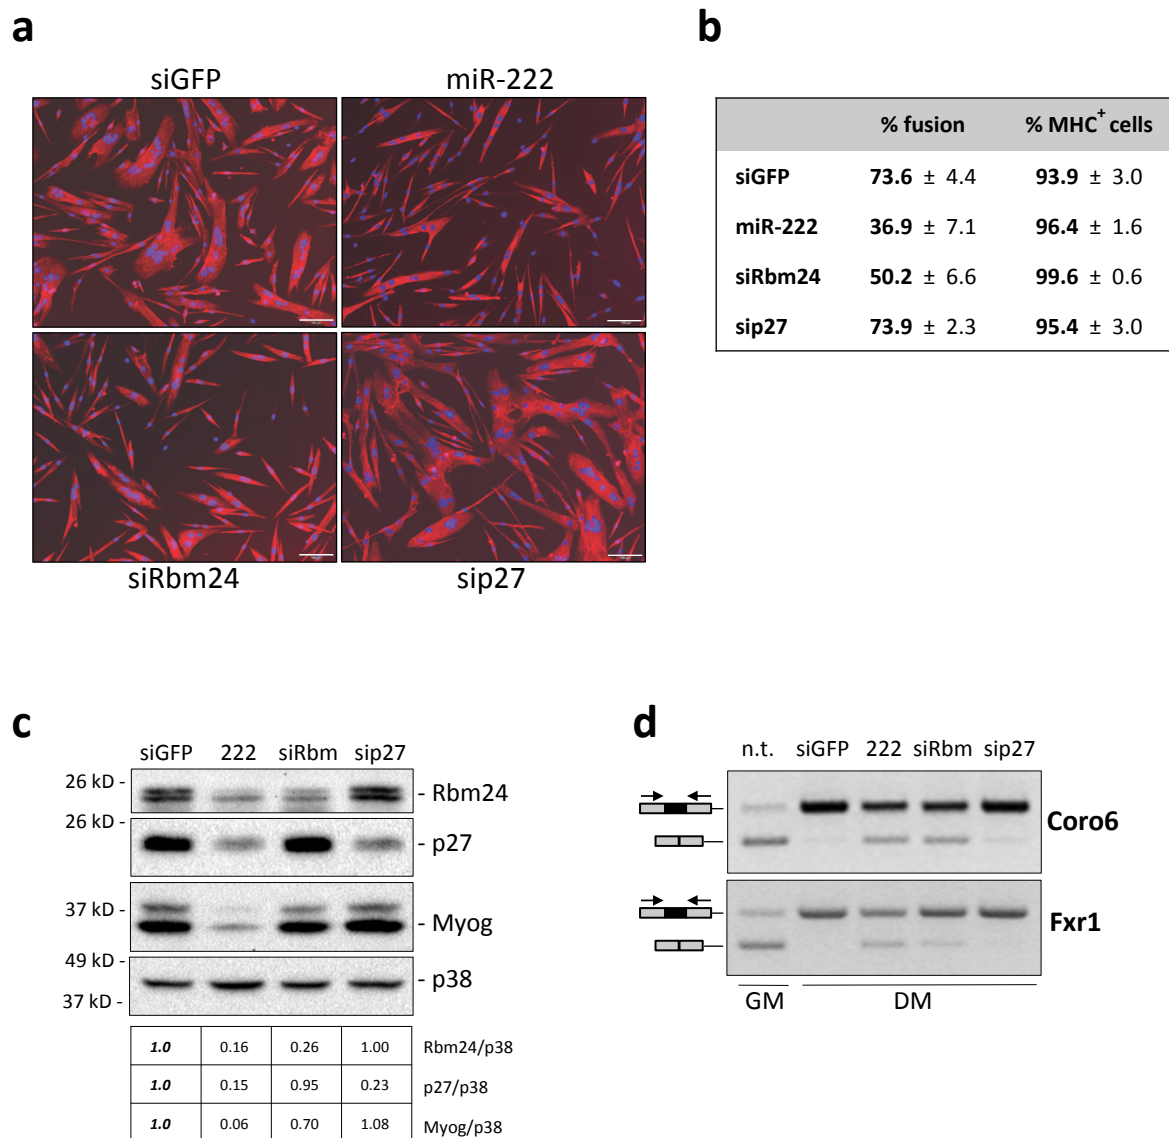 a
siGFP miR-222
siRbm24 sip27
b
% fusion % MHC+ cells
siGFP 73.6 ± 4.4 93.9 ± 3.0
miR-222 36.9 ± 7.1 96.4 ± 1.6
siRbm24 50.2 ± 6.6 99.6 ± 0.6
sip27 73.9 ± 2.3 95.4 ± 3.0
c
siGFP 222 siRbm sip27
26 kD - - Rbm24
26 kD - - p27
37 kD - - Myog
49 kD - - p38
37 kD -
1.0 0.16 0.26 1.00 Rbm24/p38
1.0 0.15 0.95 0.23 p27/p38
1.0 0.06 0.70 1.08 Myog/p38
d
n.t. siGFP 222 siRbm sip27
Coro6
Fxr1
GM DM